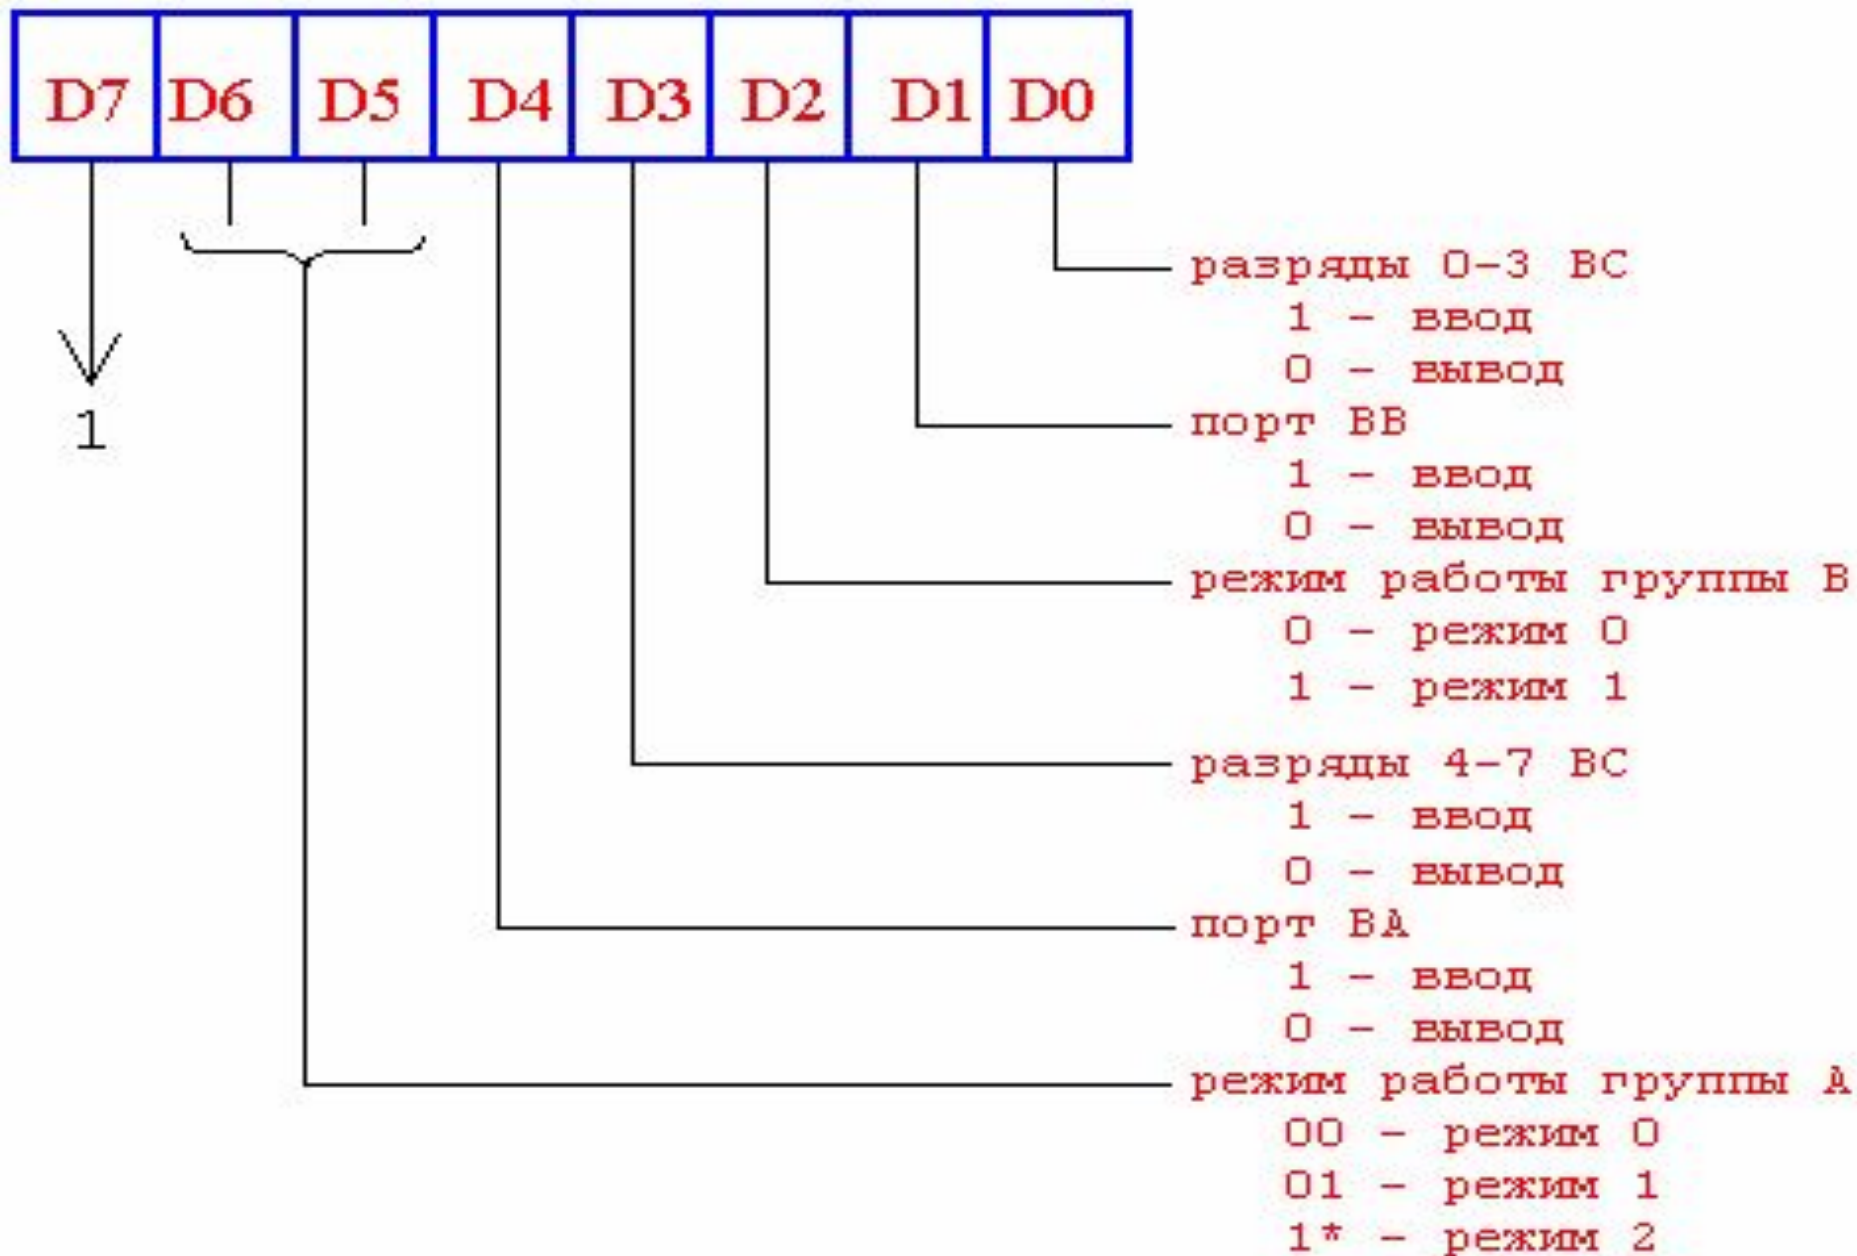 D7 D6 D5 D4 D3 D2 D1 D0
1
разряды 0-3 ВС
1 - ввод
0 - вывод
порт ВВ
1 - ввод
0 - вывод
режим работы группы В
0 - режим 0
1 - режим 1
разряды 4-7 ВС
1 - ввод
0 - вывод
порт ВА
1 - ввод
0 - вывод
режим работы группы А
00 - режим 0
01 - режим 1
1* - режим 2